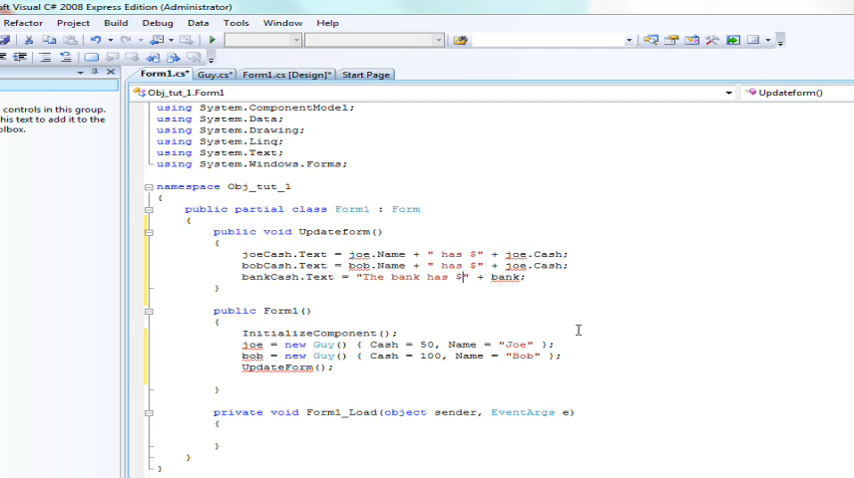 oft Visual C# 2008 Express Edition (Administrator)
Refactor Project Build Debug Data Tools Window Help
Form1.cs* Guy.cs* Form1.cs [Design]* Start Page
Obj_tut_1.Form1 Updateform()
controls in this group.
his text to add it to the
olbox.
using System.ComponentModel;
using System.Data;
using System.Drawing;
using System.Linq;
using System.Text;
using System.Windows.Forms;
namespace Obj_tut_1
{
public partial class Form1 : Form
{
public void Updateform()
{
joeCash.Text = joe.Name + " has $" + joe.Cash;
bobCash.Text = bob.Name + " has $" + joe.Cash;
bankCash.Text = "The bank has $" + bank;
}
public Form1()
{
InitializeComponent();
joe = new Guy() { Cash = 50, Name = "Joe" };
bob = new Guy() { Cash = 100, Name = "Bob" };
UpdateForm();
}
private void Form1_Load(object sender, EventArgs e)
{
}
}
}